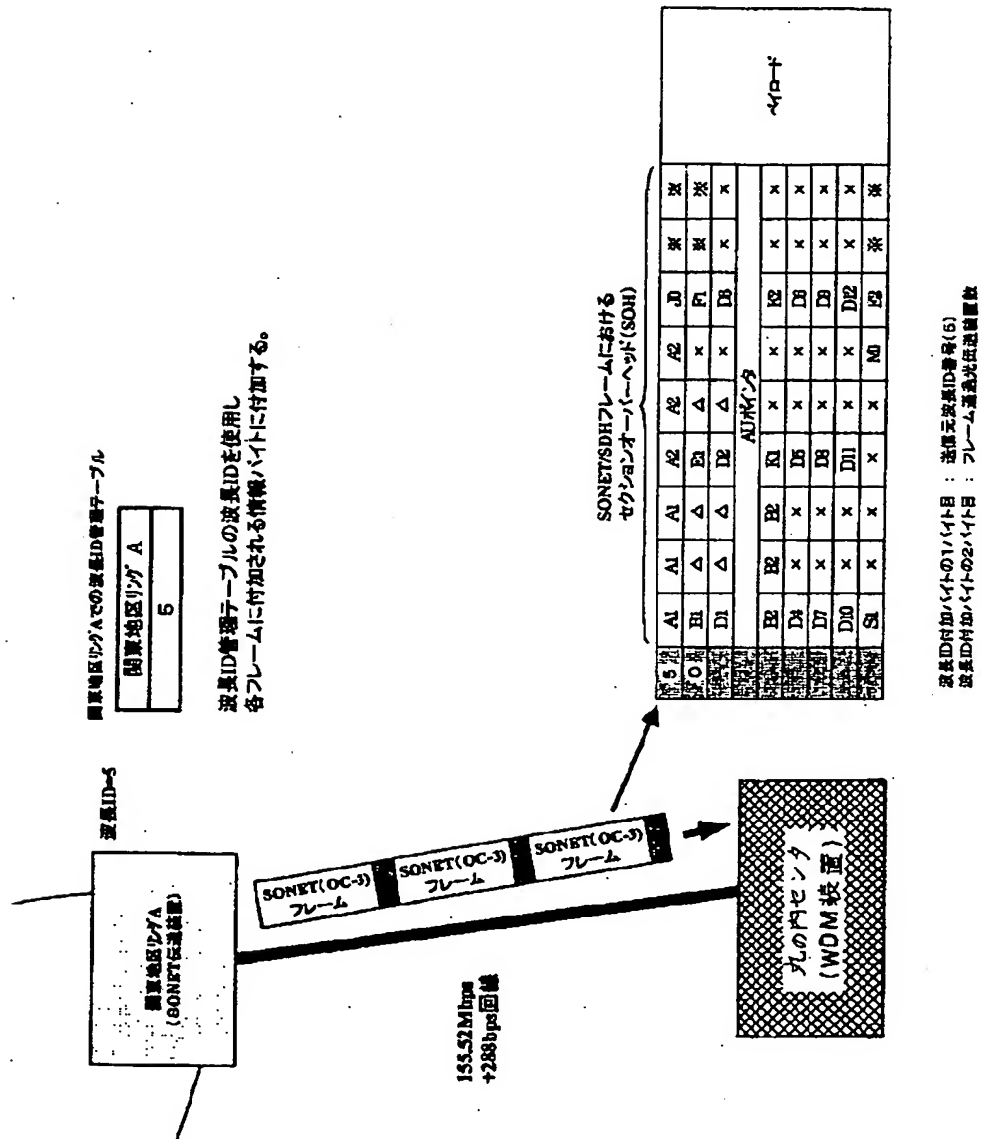 関東地区リングAでの波長ID管理テーブル
関東地区リング A
5
波長ID管理テーブルの波長IDを使用し
各フレームに付加される情報バイトに付加する。
波長ID=5
関東地区リングA
(SONET伝送装置)
SONET(OC-3)
フレーム
SONET(OC-3)
フレーム
SONET(OC-3)
フレーム
155.52Mbps
+288bps回線
丸の内センタ
(WDM装置)
SONET/SDHフレームにおける
セクションオーバーヘッド(SOH)
5 A1 A1 A1 A2 A2 A2 J0 ※ ※
0 B1 △ △ E1 △ × F1 ※ ※
D1 △ △ D2 △ × D3 × ×
AUポインタ
B2 B2 B2 K1 × × K2 × ×
D4 × × D5 × × D6 × ×
D7 × × D8 × × D9 × ×
D10 × × D11 × × D12 × ×
S1 × × × × M1 E2 ※ ※
ペイロード
波長ID付加バイトの1バイト目 : 送信元波長ID番号(5)
波長ID付加バイトの2バイト目 : フレーム通過光伝送装置数